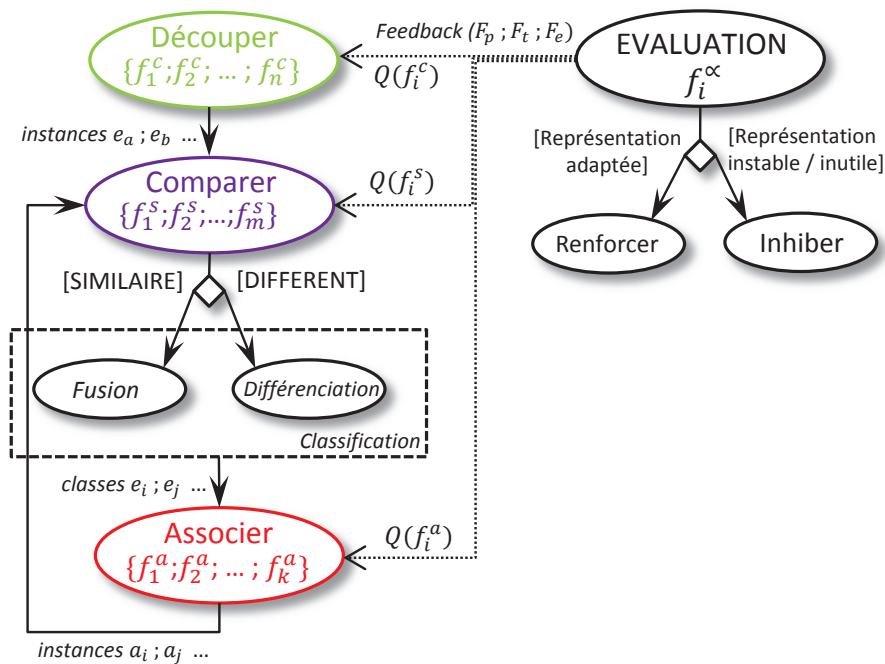 Découper
{f₁ᶜ;f₂ᶜ; … ; fₙᶜ}
Feedback (Fₚ ; Fₜ ; Fₑ)
Q(fᵢᶜ)
EVALUATION
fᵢ^∝
instances eₐ ; e_b …
[Représentation
adaptée]
[Représentation
instable / inutile]
Comparer
{f₁ˢ;f₂ˢ;…;fₘˢ}
Q(fᵢˢ)
Renforcer
Inhiber
[SIMILAIRE]
[DIFFERENT]
Fusion
Différenciation
Classification
classes eᵢ ; eⱼ …
Associer
{f₁ᵃ;f₂ᵃ; … ; fₖᵃ}
Q(fᵢᵃ)
instances aᵢ ; aⱼ …